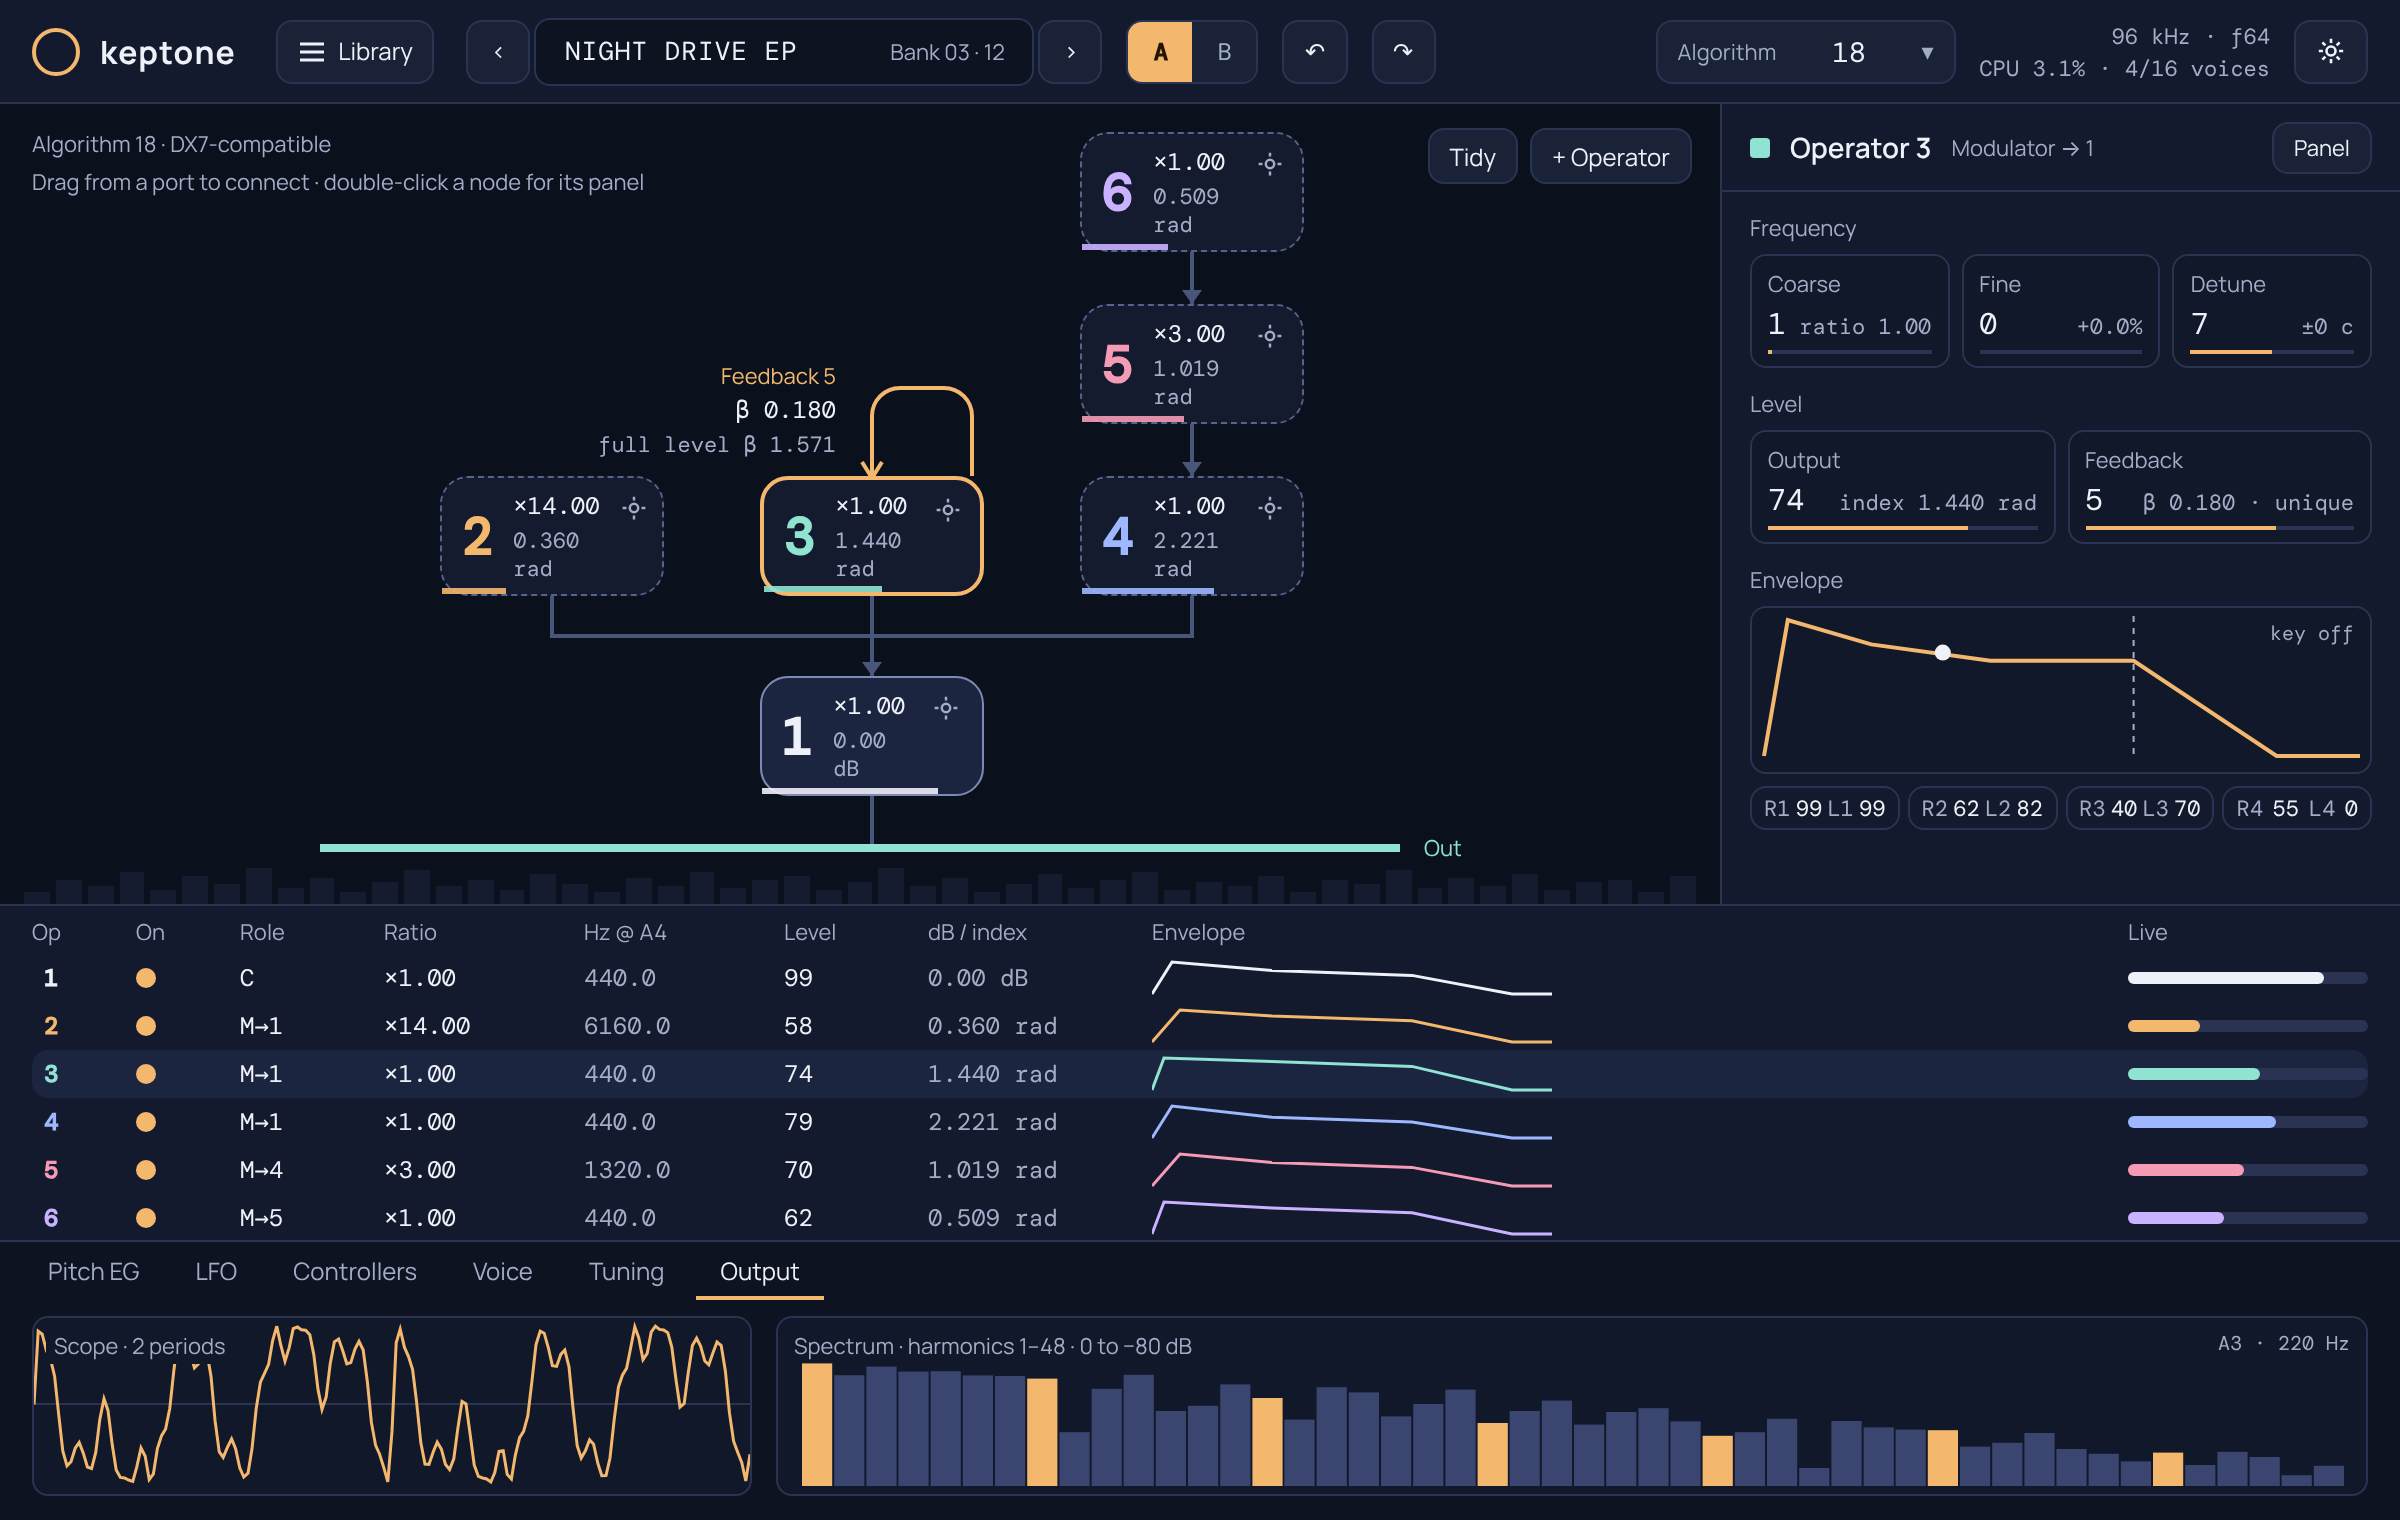 keptone
Library
‹
NIGHT DRIVE EP Bank 03 · 12
›
A B
↶
↷
Algorithm 18 ▾
96 kHz · ƒ64
CPU 3.1% · 4/16 voices
Algorithm 18 · DX7-compatible
Drag from a port to connect · double-click a node for its panel
Tidy
+ Operator
6 ×1.00
0.509
rad
5 ×3.00
1.019
rad
Feedback 5
β 0.180
full level β 1.571
2 ×14.00
0.360
rad
3 ×1.00
1.440
rad
4 ×1.00
2.221
rad
1 ×1.00
0.00
dB
Out
Operator 3 Modulator → 1 Panel
Frequency
Coarse
1 ratio 1.00
Fine
0 +0.0%
Detune
7 ±0 c
Level
Output
74 index 1.440 rad
Feedback
5 β 0.180 · unique
Envelope
key off
R1 99 L1 99 R2 62 L2 82 R3 40 L3 70 R4 55 L4 0
Op On Role Ratio Hz @ A4 Level dB / index Envelope Live
1 C ×1.00 440.0 99 0.00 dB
2 M→1 ×14.00 6160.0 58 0.360 rad
3 M→1 ×1.00 440.0 74 1.440 rad
4 M→1 ×1.00 440.0 79 2.221 rad
5 M→4 ×3.00 1320.0 70 1.019 rad
6 M→5 ×1.00 440.0 62 0.509 rad
Pitch EG LFO Controllers Voice Tuning Output
Scope · 2 periods
Spectrum · harmonics 1–48 · 0 to −80 dB
A3 · 220 Hz